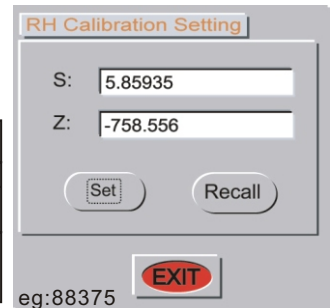 RH Calibration Setting
S: 5.85935
Z: -758.556
Set Recall
EXIT
eg:88375